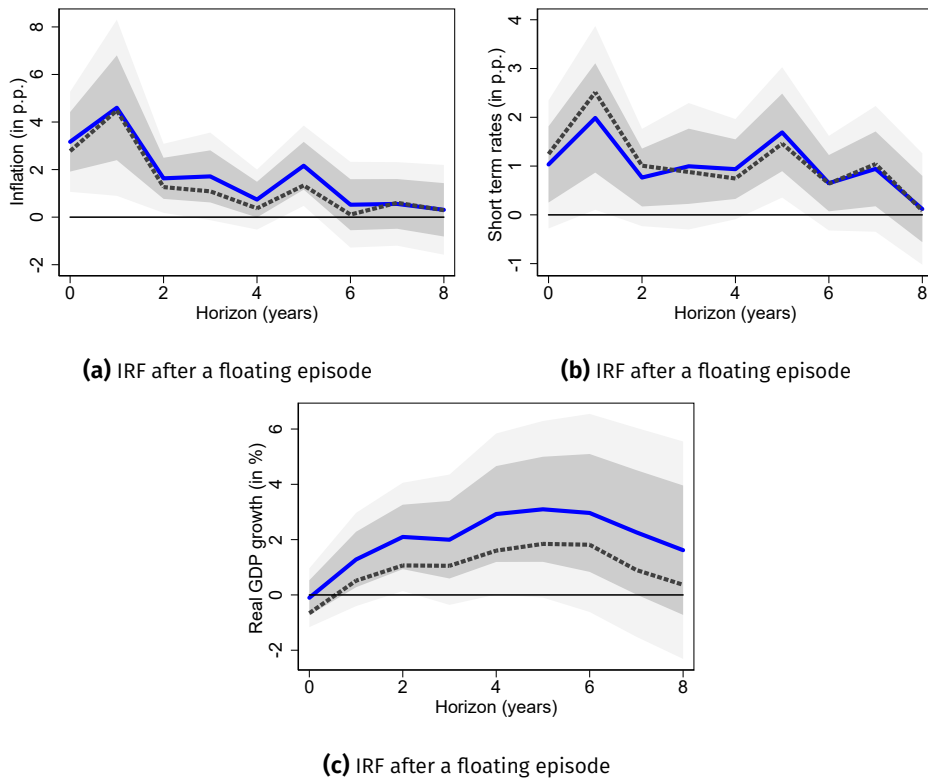 Inflation (in p.p.)
8
6
4
2
0
-2
0 2 4 6 8
Horizon (years)
(a) IRF after a floating episode
Short term rates (in p.p.)
4
3
2
1
0
-1
0 2 4 6 8
Horizon (years)
(b) IRF after a floating episode
Real GDP growth (in %)
6
4
2
0
-2
0 2 4 6 8
Horizon (years)
(c) IRF after a floating episode